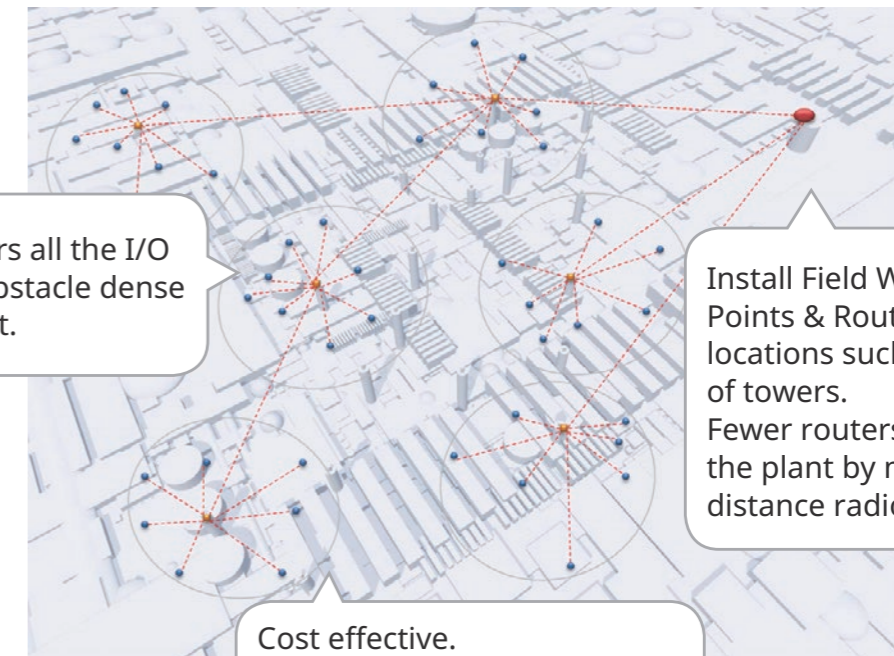 rs all the I/O
bstacle dense
t.
Install Field W
Points & Rout
locations such
of towers.
Fewer routers
the plant by m
distance radio
Cost effective.